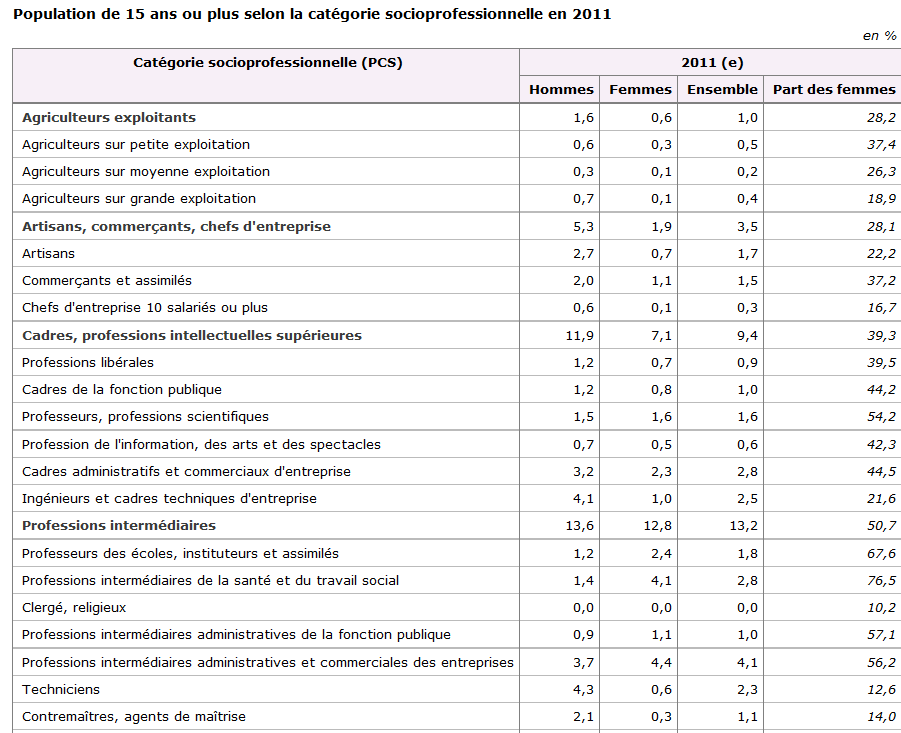 Population de 15 ans ou plus selon la catégorie socioprofessionnelle en 2011
en %
Catégorie socioprofessionnelle (PCS) 2011 (e)
Hommes Femmes Ensemble Part des femmes
Agriculteurs exploitants 1,6 0,6 1,0 28,2
Agriculteurs sur petite exploitation 0,6 0,3 0,5 37,4
Agriculteurs sur moyenne exploitation 0,3 0,1 0,2 26,3
Agriculteurs sur grande exploitation 0,7 0,1 0,4 18,9
Artisans, commerçants, chefs d'entreprise 5,3 1,9 3,5 28,1
Artisans 2,7 0,7 1,7 22,2
Commerçants et assimilés 2,0 1,1 1,5 37,2
Chefs d'entreprise 10 salariés ou plus 0,6 0,1 0,3 16,7
Cadres, professions intellectuelles supérieures 11,9 7,1 9,4 39,3
Professions libérales 1,2 0,7 0,9 39,5
Cadres de la fonction publique 1,2 0,8 1,0 44,2
Professeurs, professions scientifiques 1,5 1,6 1,6 54,2
Profession de l'information, des arts et des spectacles 0,7 0,5 0,6 42,3
Cadres administratifs et commerciaux d'entreprise 3,2 2,3 2,8 44,5
Ingénieurs et cadres techniques d'entreprise 4,1 1,0 2,5 21,6
Professions intermédiaires 13,6 12,8 13,2 50,7
Professeurs des écoles, instituteurs et assimilés 1,2 2,4 1,8 67,6
Professions intermédiaires de la santé et du travail social 1,4 4,1 2,8 76,5
Clergé, religieux 0,0 0,0 0,0 10,2
Professions intermédiaires administratives de la fonction publique 0,9 1,1 1,0 57,1
Professions intermédiaires administratives et commerciales des entreprises 3,7 4,4 4,1 56,2
Techniciens 4,3 0,6 2,3 12,6
Contremaîtres, agents de maîtrise 2,1 0,3 1,1 14,0